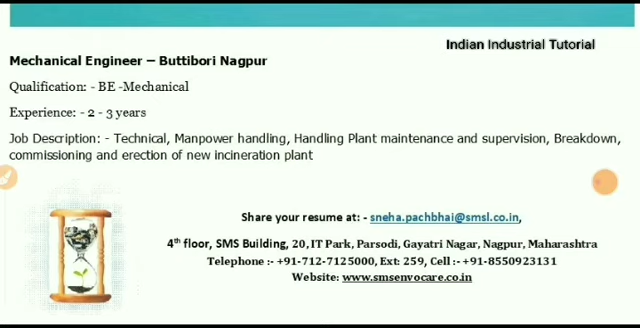 Indian Industrial Tutorial
Mechanical Engineer – Buttibori Nagpur
Qualification: - BE -Mechanical
Experience: - 2 - 3 years
Job Description: - Technical, Manpower handling, Handling Plant maintenance and supervision, Breakdown,
commissioning and erection of new incineration plant
Share your resume at: - sneha.pachbhai@smsl.co.in,
4th floor, SMS Building, 20, IT Park, Parsodi, Gayatri Nagar, Nagpur, Maharashtra
Telephone :- +91-712-7125000, Ext: 259, Cell :- +91-8550923131
Website: www.smsenvocare.co.in